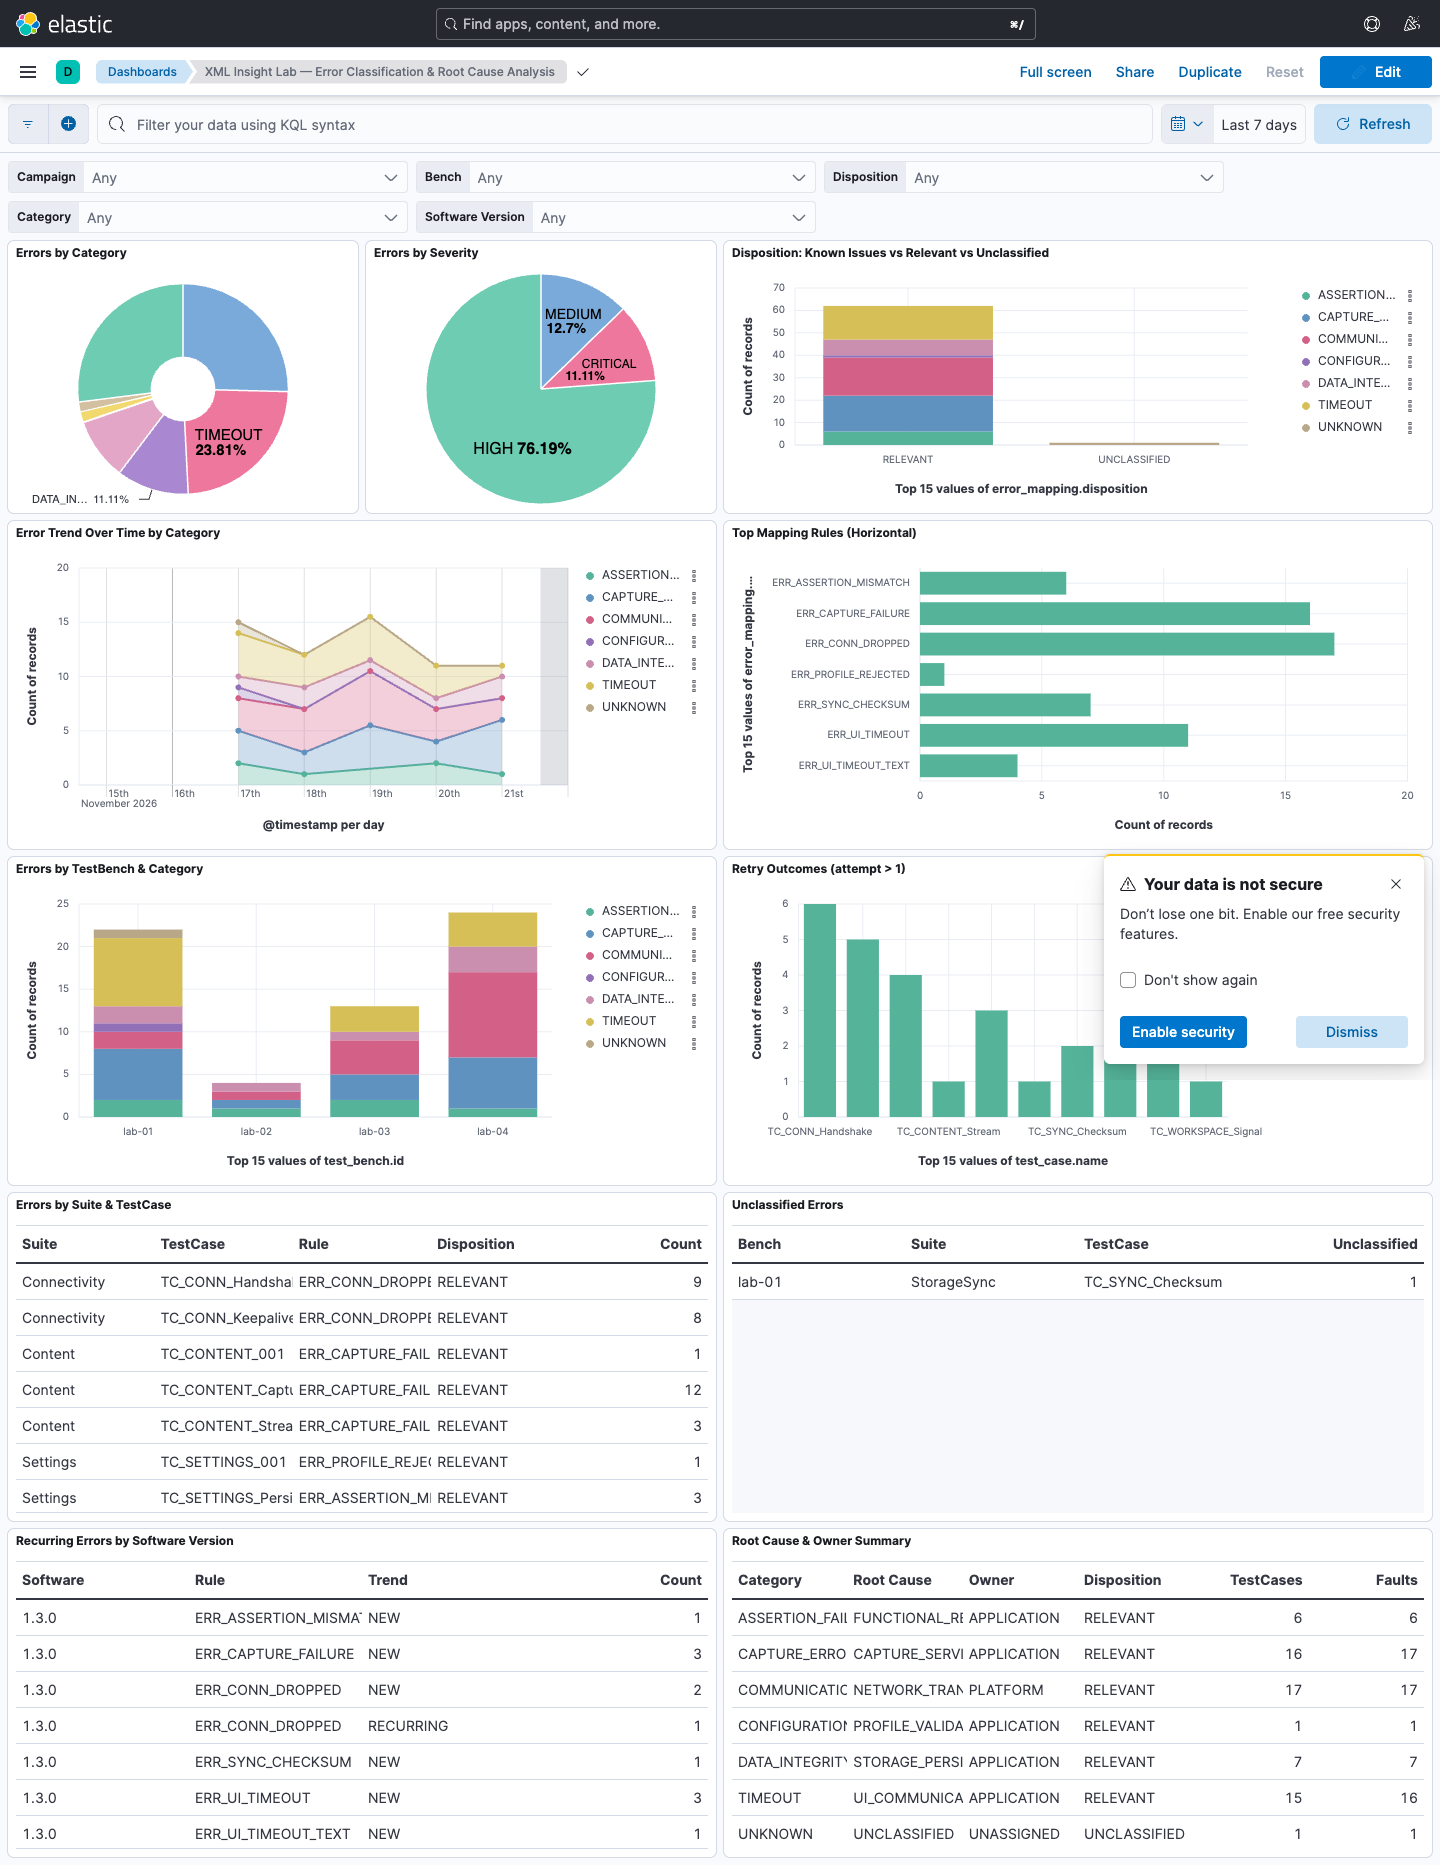 elastic
Find apps, content, and more.
⌘/
D
Dashboards
XML Insight Lab — Error Classification & Root Cause Analysis
Full screen
Share
Duplicate
Reset
Edit
Filter your data using KQL syntax
Last 7 days
Refresh
Campaign Any
Bench Any
Disposition Any
Category Any
Software Version Any
Errors by Category
TIMEOUT
23.81%
DATA_IN... 11.11%
Errors by Severity
MEDIUM
12.7%
CRITICAL
11.11%
HIGH 76.19%
Disposition: Known Issues vs Relevant vs Unclassified
Count of records
70
60
50
40
30
20
10
0
RELEVANT
UNCLASSIFIED
Top 15 values of error_mapping.disposition
ASSERTION...
CAPTURE_...
COMMUNI...
CONFIGUR...
DATA_INTE...
TIMEOUT
UNKNOWN
Error Trend Over Time by Category
Count of records
20
15
10
5
0
15th
16th
17th
18th
19th
20th
21st
November 2026
@timestamp per day
ASSERTION...
CAPTURE_...
COMMUNI...
CONFIGUR...
DATA_INTE...
TIMEOUT
UNKNOWN
Top Mapping Rules (Horizontal)
Top 15 values of error_mapping....
ERR_ASSERTION_MISMATCH
ERR_CAPTURE_FAILURE
ERR_CONN_DROPPED
ERR_PROFILE_REJECTED
ERR_SYNC_CHECKSUM
ERR_UI_TIMEOUT
ERR_UI_TIMEOUT_TEXT
0
5
10
15
20
Count of records
Errors by TestBench & Category
Count of records
25
20
15
10
5
0
lab-01
lab-02
lab-03
lab-04
Top 15 values of test_bench.id
ASSERTION...
CAPTURE_...
COMMUNI...
CONFIGUR...
DATA_INTE...
TIMEOUT
UNKNOWN
Retry Outcomes (attempt > 1)
Count of records
6
5
4
3
2
1
0
TC_CONN_Handshake
TC_CONTENT_Stream
TC_SYNC_Checksum
TC_WORKSPACE_Signal
Top 15 values of test_case.name
Your data is not secure
Don't lose one bit. Enable our free security
features.
Don't show again
Enable security
Dismiss
Errors by Suite & TestCase
Suite TestCase Rule Disposition Count
Connectivity TC_CONN_Handsha ERR_CONN_DROPPE RELEVANT 9
Connectivity TC_CONN_Keepalive ERR_CONN_DROPPE RELEVANT 8
Content TC_CONTENT_001 ERR_CAPTURE_FAIL RELEVANT 1
Content TC_CONTENT_Captu ERR_CAPTURE_FAIL RELEVANT 12
Content TC_CONTENT_Strea ERR_CAPTURE_FAIL RELEVANT 3
Settings TC_SETTINGS_001 ERR_PROFILE_REJEC RELEVANT 1
Settings TC_SETTINGS_Persi ERR_ASSERTION_MI RELEVANT 3
Unclassified Errors
Bench Suite TestCase Unclassified
lab-01 StorageSync TC_SYNC_Checksum 1
Recurring Errors by Software Version
Software Rule Trend Count
1.3.0 ERR_ASSERTION_MISMAT NEW 1
1.3.0 ERR_CAPTURE_FAILURE NEW 3
1.3.0 ERR_CONN_DROPPED NEW 2
1.3.0 ERR_CONN_DROPPED RECURRING 1
1.3.0 ERR_SYNC_CHECKSUM NEW 1
1.3.0 ERR_UI_TIMEOUT NEW 3
1.3.0 ERR_UI_TIMEOUT_TEXT NEW 1
Root Cause & Owner Summary
Category Root Cause Owner Disposition TestCases Faults
ASSERTION_FAIL FUNCTIONAL_RE APPLICATION RELEVANT 6 6
CAPTURE_ERRO CAPTURE_SERVI APPLICATION RELEVANT 16 17
COMMUNICATIO NETWORK_TRAN PLATFORM RELEVANT 17 17
CONFIGURATION PROFILE_VALIDA APPLICATION RELEVANT 1 1
DATA_INTEGRITY STORAGE_PERSI APPLICATION RELEVANT 7 7
TIMEOUT UI_COMMUNICA APPLICATION RELEVANT 15 16
UNKNOWN UNCLASSIFIED UNASSIGNED UNCLASSIFIED 1 1